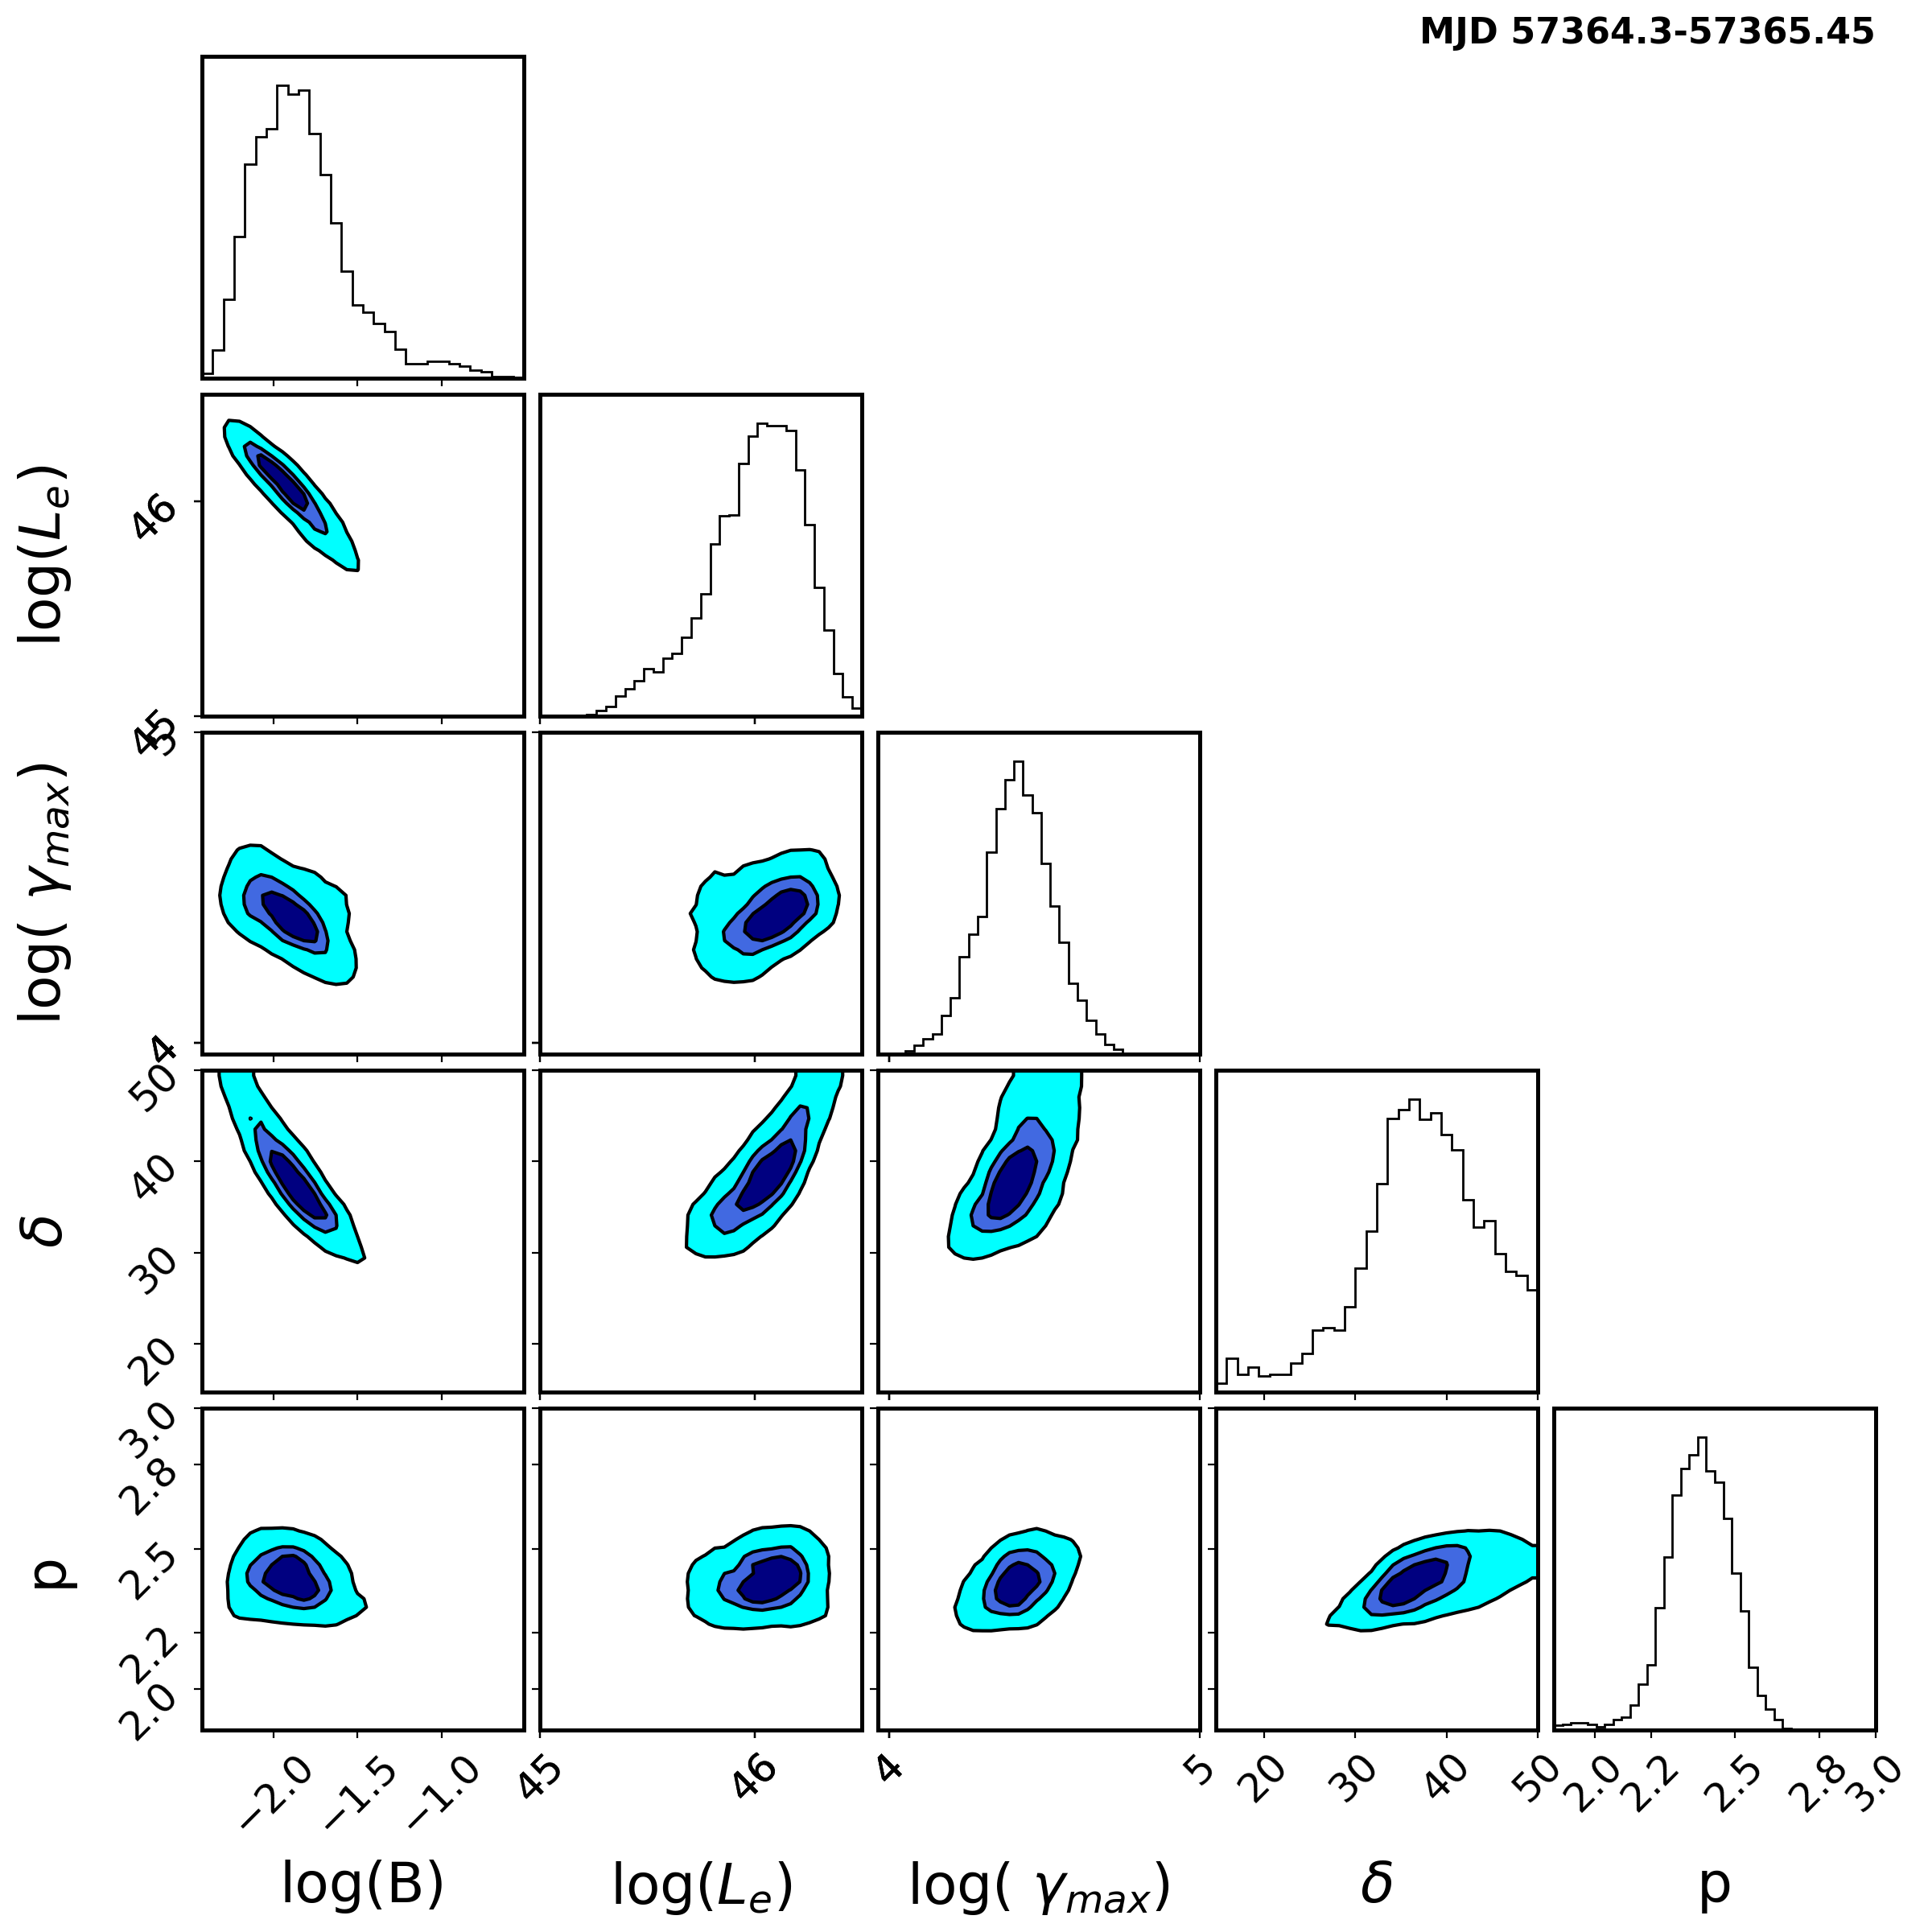 MJD 57364.3-57365.45
log(Lₑ)
46
45
log( γₘₐₓ)
5
4
δ
50
40
30
20
p
3.0
2.8
2.5
2.2
2.0
−2.0 −1.5 −1.0 45 46 4 5 20 30 40 50 2.0 2.2 2.5 2.8 3.0
log(B) log(Lₑ) log( γₘₐₓ) δ p